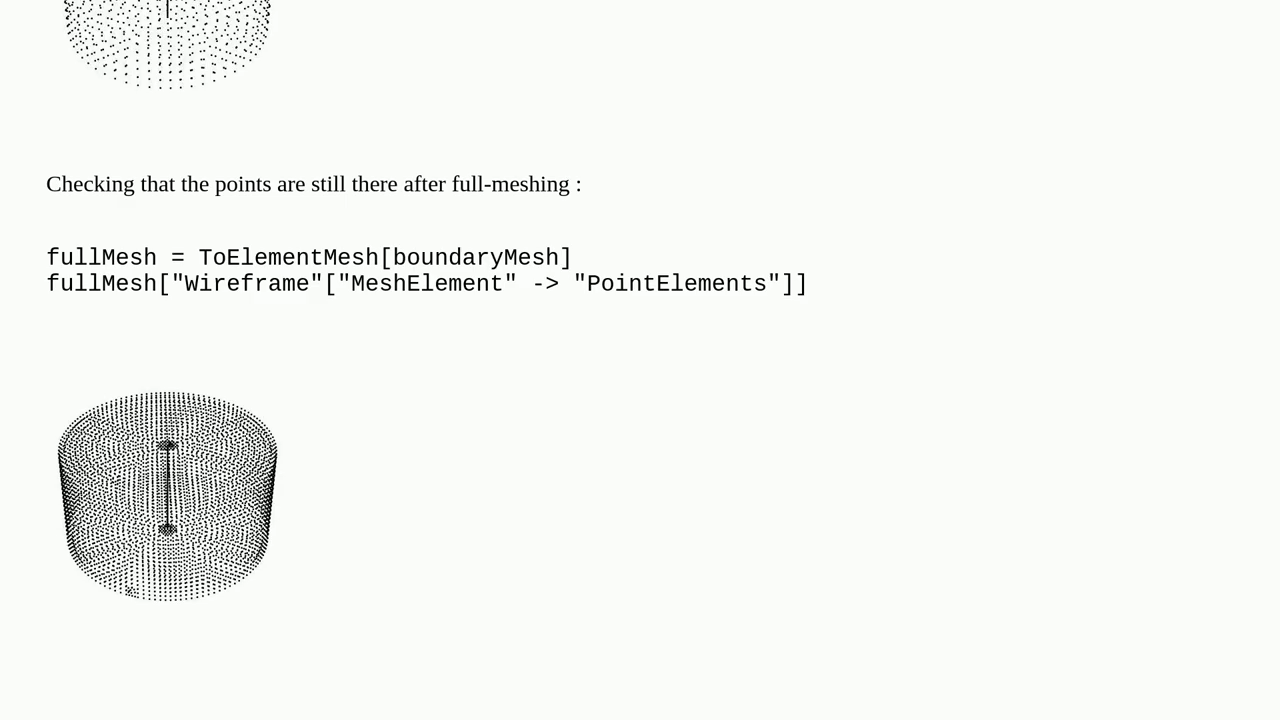 Checking that the points are still there after full-meshing :
fullMesh = ToElementMesh[boundaryMesh]
fullMesh["Wireframe"["MeshElement" -> "PointElements"]]